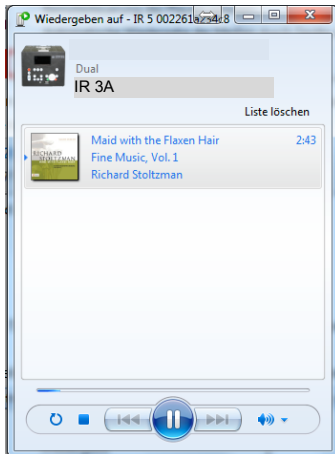 Wiedergeben auf - IR 5 002261a254c8
Dual
IR 3A
Liste löschen
RICHARD
STOLTZMAN
Maid with the Flaxen Hair 2:43
Fine Music, Vol. 1
Richard Stoltzman